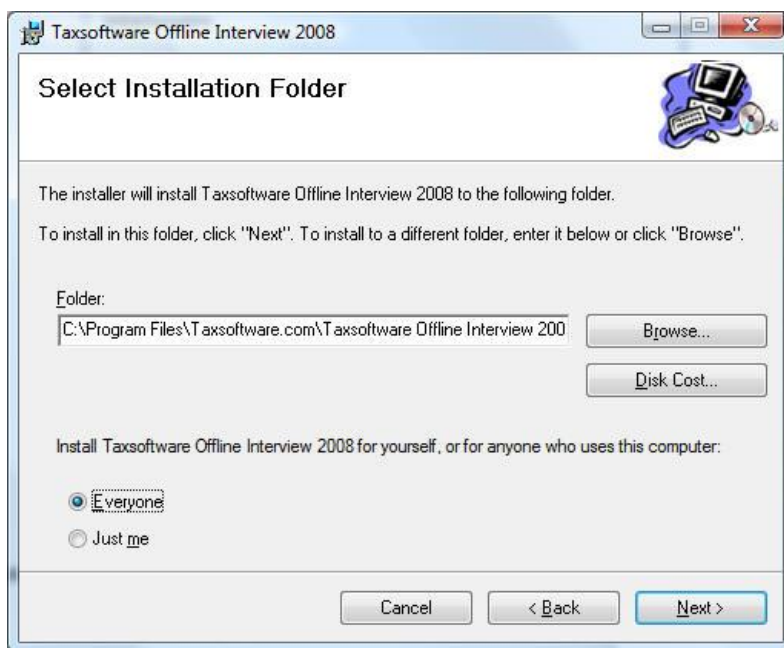 Taxsoftware Offline Interview 2008
Select Installation Folder
The installer will install Taxsoftware Offline Interview 2008 to the following folder.
To install in this folder, click "Next". To install to a different folder, enter it below or click "Browse".
Folder:
C:\Program Files\Taxsoftware.com\Taxsoftware Offline Interview 200
Browse...
Disk Cost...
Install Taxsoftware Offline Interview 2008 for yourself, or for anyone who uses this computer:
Everyone
Just me
Cancel
< Back
Next >